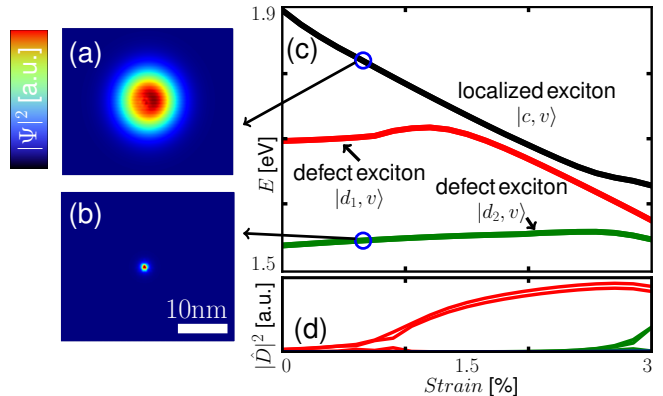 |Ψ|² [a.u.]
(a)
(b)
10nm
(c)
1.9
E [eV]
1.5
localized exciton
|c, v⟩
defect exciton
|d₁, v⟩
defect exciton
|d₂, v⟩
(d)
|D̂|² [a.u.]
0
1.5
3
Strain [%]